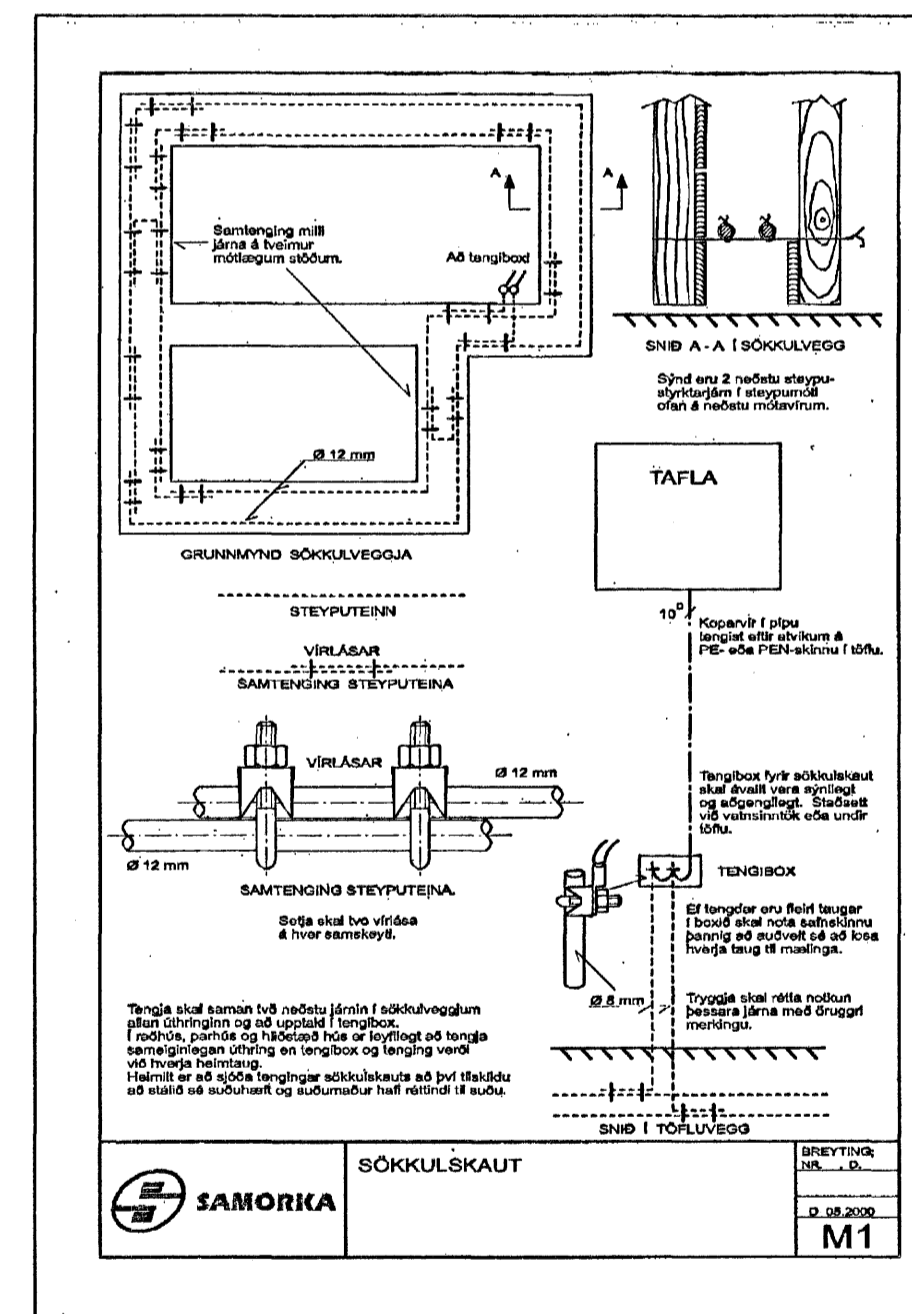 A
A
Samtenging milli
járna á tveimur
mótlægum stöðum.
Að tengiboxi
Ø 12 mm
GRUNNMYND SÖKKULVEGGJA
SNIÐ A-A Í SÖKKULVEGG
Sýnd eru 2 neðstu steypu-
styrktarjárn í steypumóti
ofan á neðstu mótavírum.
STEYPUTEINN
VÍRLÁSAR
SAMTENGING STEYPUTEINA
VÍRLÁSAR
Ø 12 mm
Ø 12 mm
SAMTENGING STEYPUTEINA.
Setja skal tvo vírlása
á hver samskeyti.
TAFLA
10□
Koparvír í pípu
tengist eftir atvikum á
PE- eða PEN-skinnu í töflu.
Tengibox fyrir sökkulskaut
skal ávallt vera sýnilegt
og aðgengilegt. Staðsett
við vatnsinntök eða undir
töflu.
TENGIBOX
Ef tengdar eru fleiri taugar
í boxið skal nota safnskinnu
þannig að auðvelt sé að losa
hverja taug til mælinga.
Ø 8 mm
Tryggja skal rétta notkun
þessara járna með öruggri
merkingu.
SNIÐ Í TÖFLUVEGG
Tengja skal saman tvö neðstu járnin í sökkulveggjum
allan úthringinn og að upptaki í tengibox.
Í raðhús, parhús og hliðstæð hús er leyfilegt að tengja
sameiginlegan úthring en tengibox og tenging verði
við hverja heimtaug.
Heimilt er að sjóða tengingar sökkulskauts að því tilskildu
að stálið sé suðuhæft og suðumaður hafi réttindi til suðu.
SAMORKA
SÖKKULSKAUT
BREYTING;
NR. . D.
D 05.2000
M1